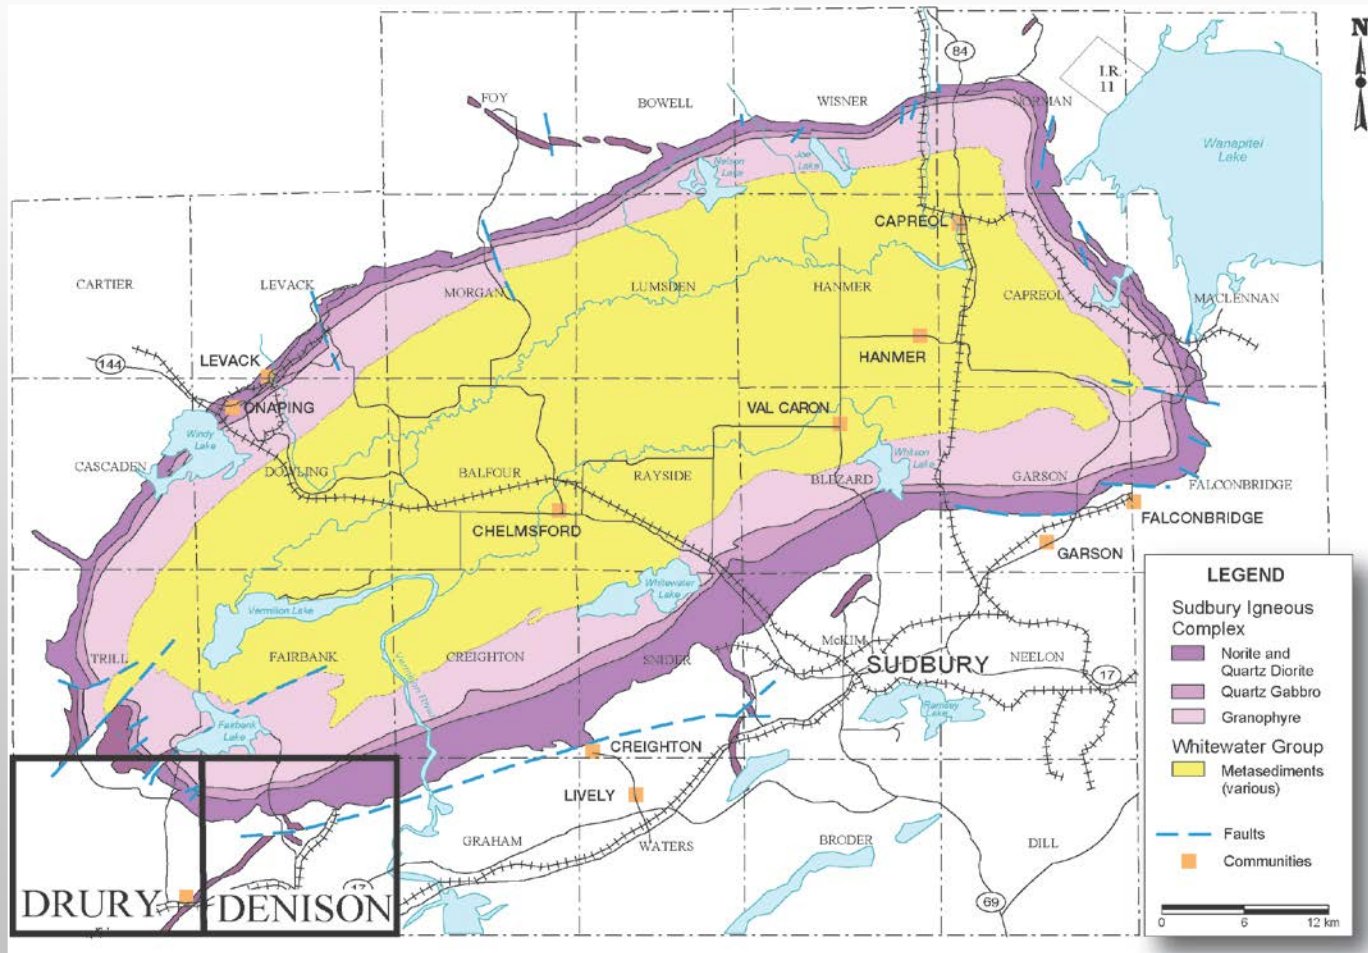 N
84
I.R.
11
FOY
BOWELL
WISNER
NORMAN
Wanapitei
Lake
Nelson
Lake
Joe
Lake
CAPREOL
CARTIER
LEVACK
MORGAN
LUMSDEN
HANMER
CAPREOL
MACLENNAN
144
LEVACK
HANMER
ONAPING
VAL CARON
Windy
Lake
CASCADEN
DOWLING
BALFOUR
RAYSIDE
BLEZARD
Whitson
Lake
GARSON
FALCONBRIDGE
CHELMSFORD
FALCONBRIDGE
GARSON
Vermilion Lake
Whitewater
Lake
TRILL
FAIRBANK
CREIGHTON
SNIDER
McKIM
SUDBURY
NEELON
17
Vermilion River
Fairbank
Lake
Ramsey
Lake
CREIGHTON
LIVELY
GRAHAM
WATERS
BRODER
DILL
17
69
DRURY
DENISON
LEGEND
Sudbury Igneous
Complex
Norite and
Quartz Diorite
Quartz Gabbro
Granophyre
Whitewater Group
Metasediments
(various)
Faults
Communities
0 6 12 km